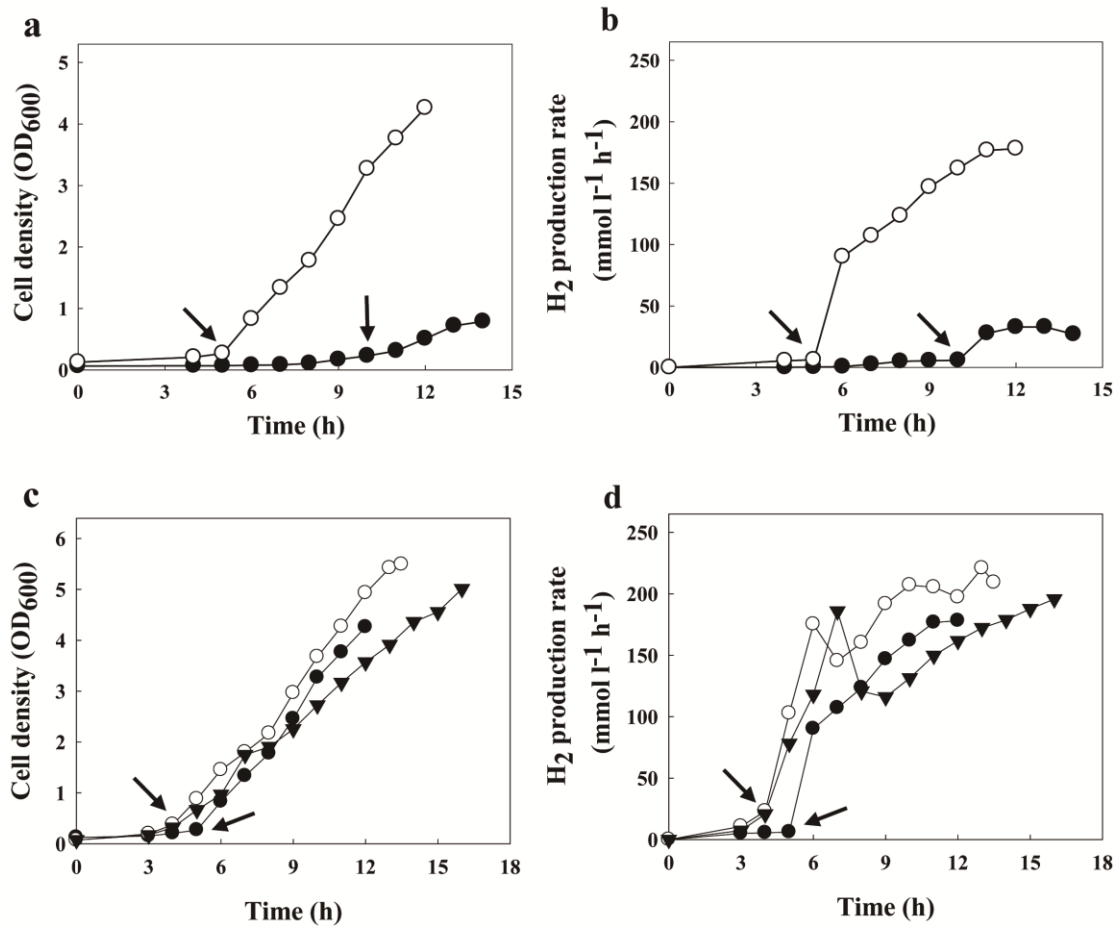 a
Cell density (OD600)
5
4
3
2
1
0
0 3 6 9 12 15
Time (h)
b
H2 production rate
(mmol l-1 h-1)
250
200
150
100
50
0
0 3 6 9 12 15
Time (h)
c
Cell density (OD600)
6
5
4
3
2
1
0
0 3 6 9 12 15 18
Time (h)
d
H2 production rate
(mmol l-1 h-1)
250
200
150
100
50
0
0 3 6 9 12 15 18
Time (h)